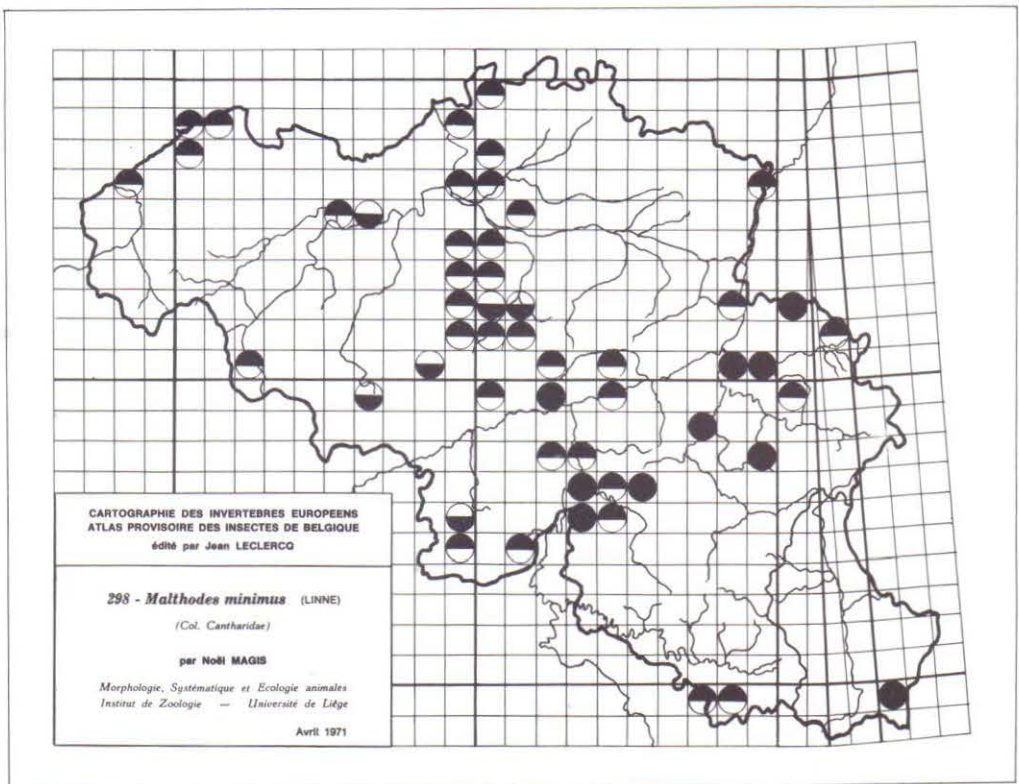 CARTOGRAPHIE DES INVERTEBRES EUROPEENS
ATLAS PROVISOIRE DES INSECTES DE BELGIQUE
édité par Jean LECLERCQ
298 - Malthodes minimus (LINNE)
(Col. Cantharidae)
par Noël MAGIS
Morphologie, Systématique et Ecologie animales
Institut de Zoologie — Université de Liège
Avril 1971